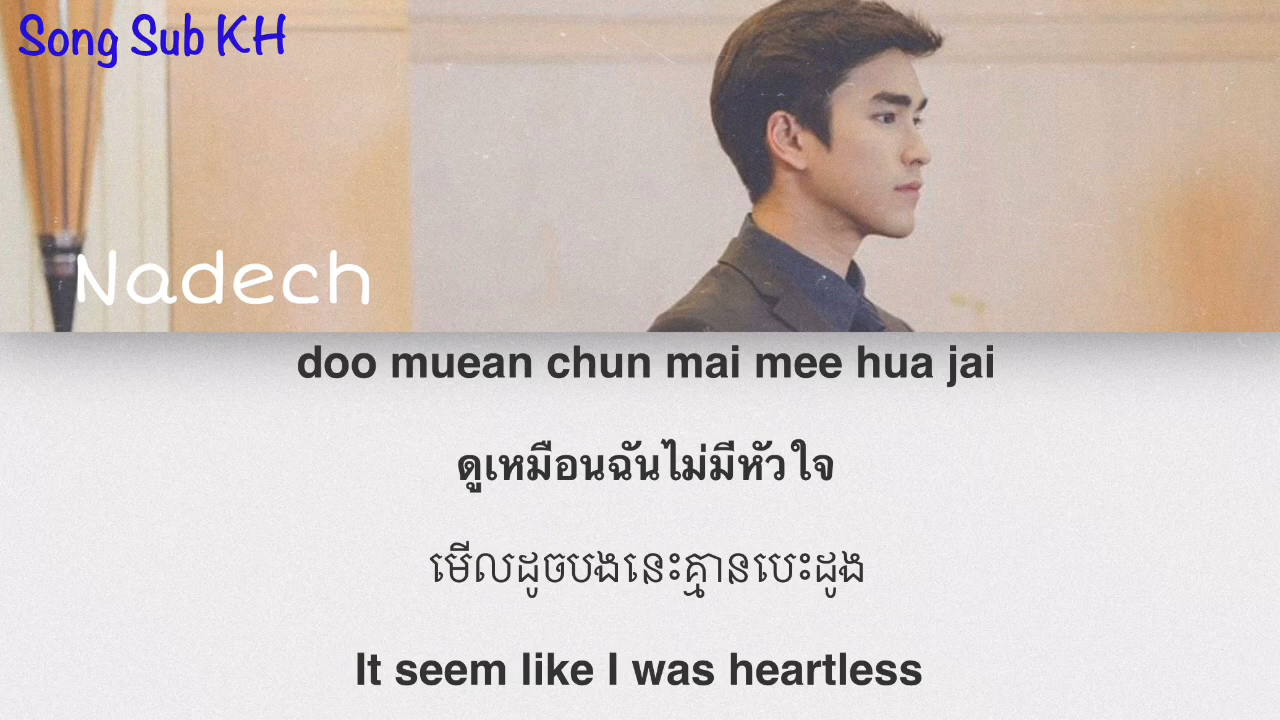 Song Sub KH
Nadech
doo muean chun mai mee hua jai
ดูเหมือนฉันไม่มีหัวใจ
មើលដូចបងនេះគ្មានបេះដូង
It seem like I was heartless